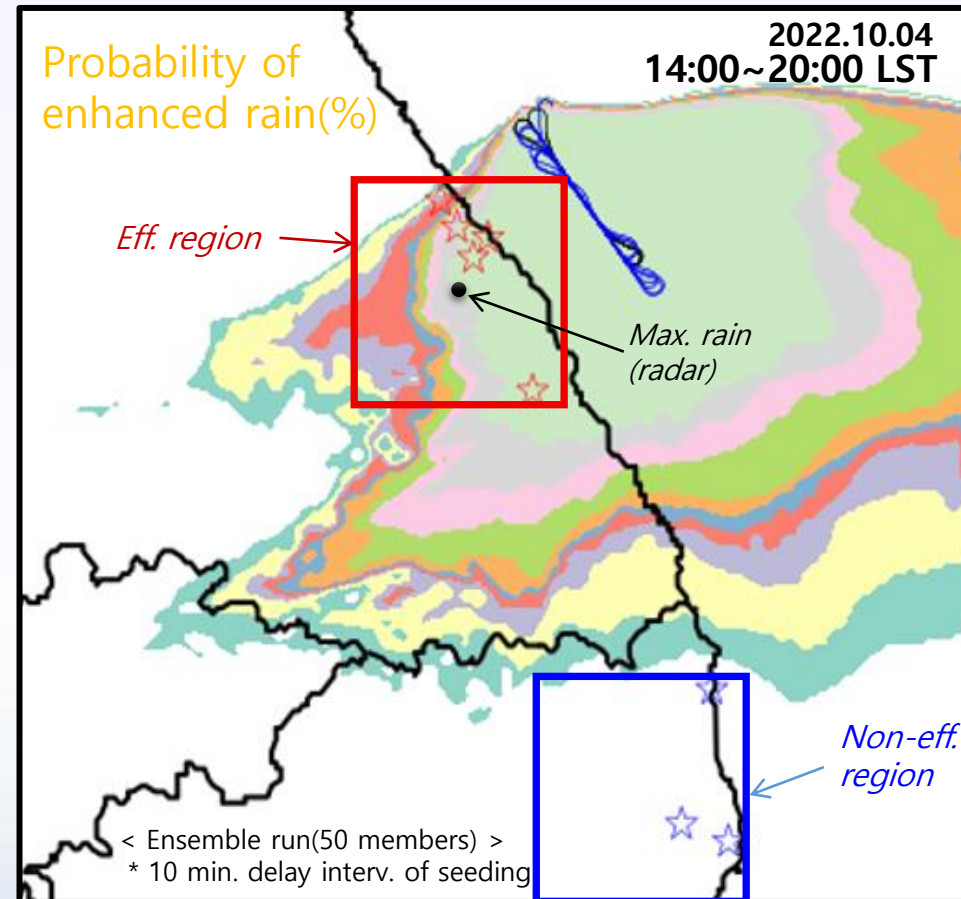 Probability of
enhanced rain(%)
2022.10.04
14:00~20:00 LST
Eff. region
Max. rain
(radar)
Non-eff.
region
< Ensemble run(50 members) >
* 10 min. delay interv. of seeding